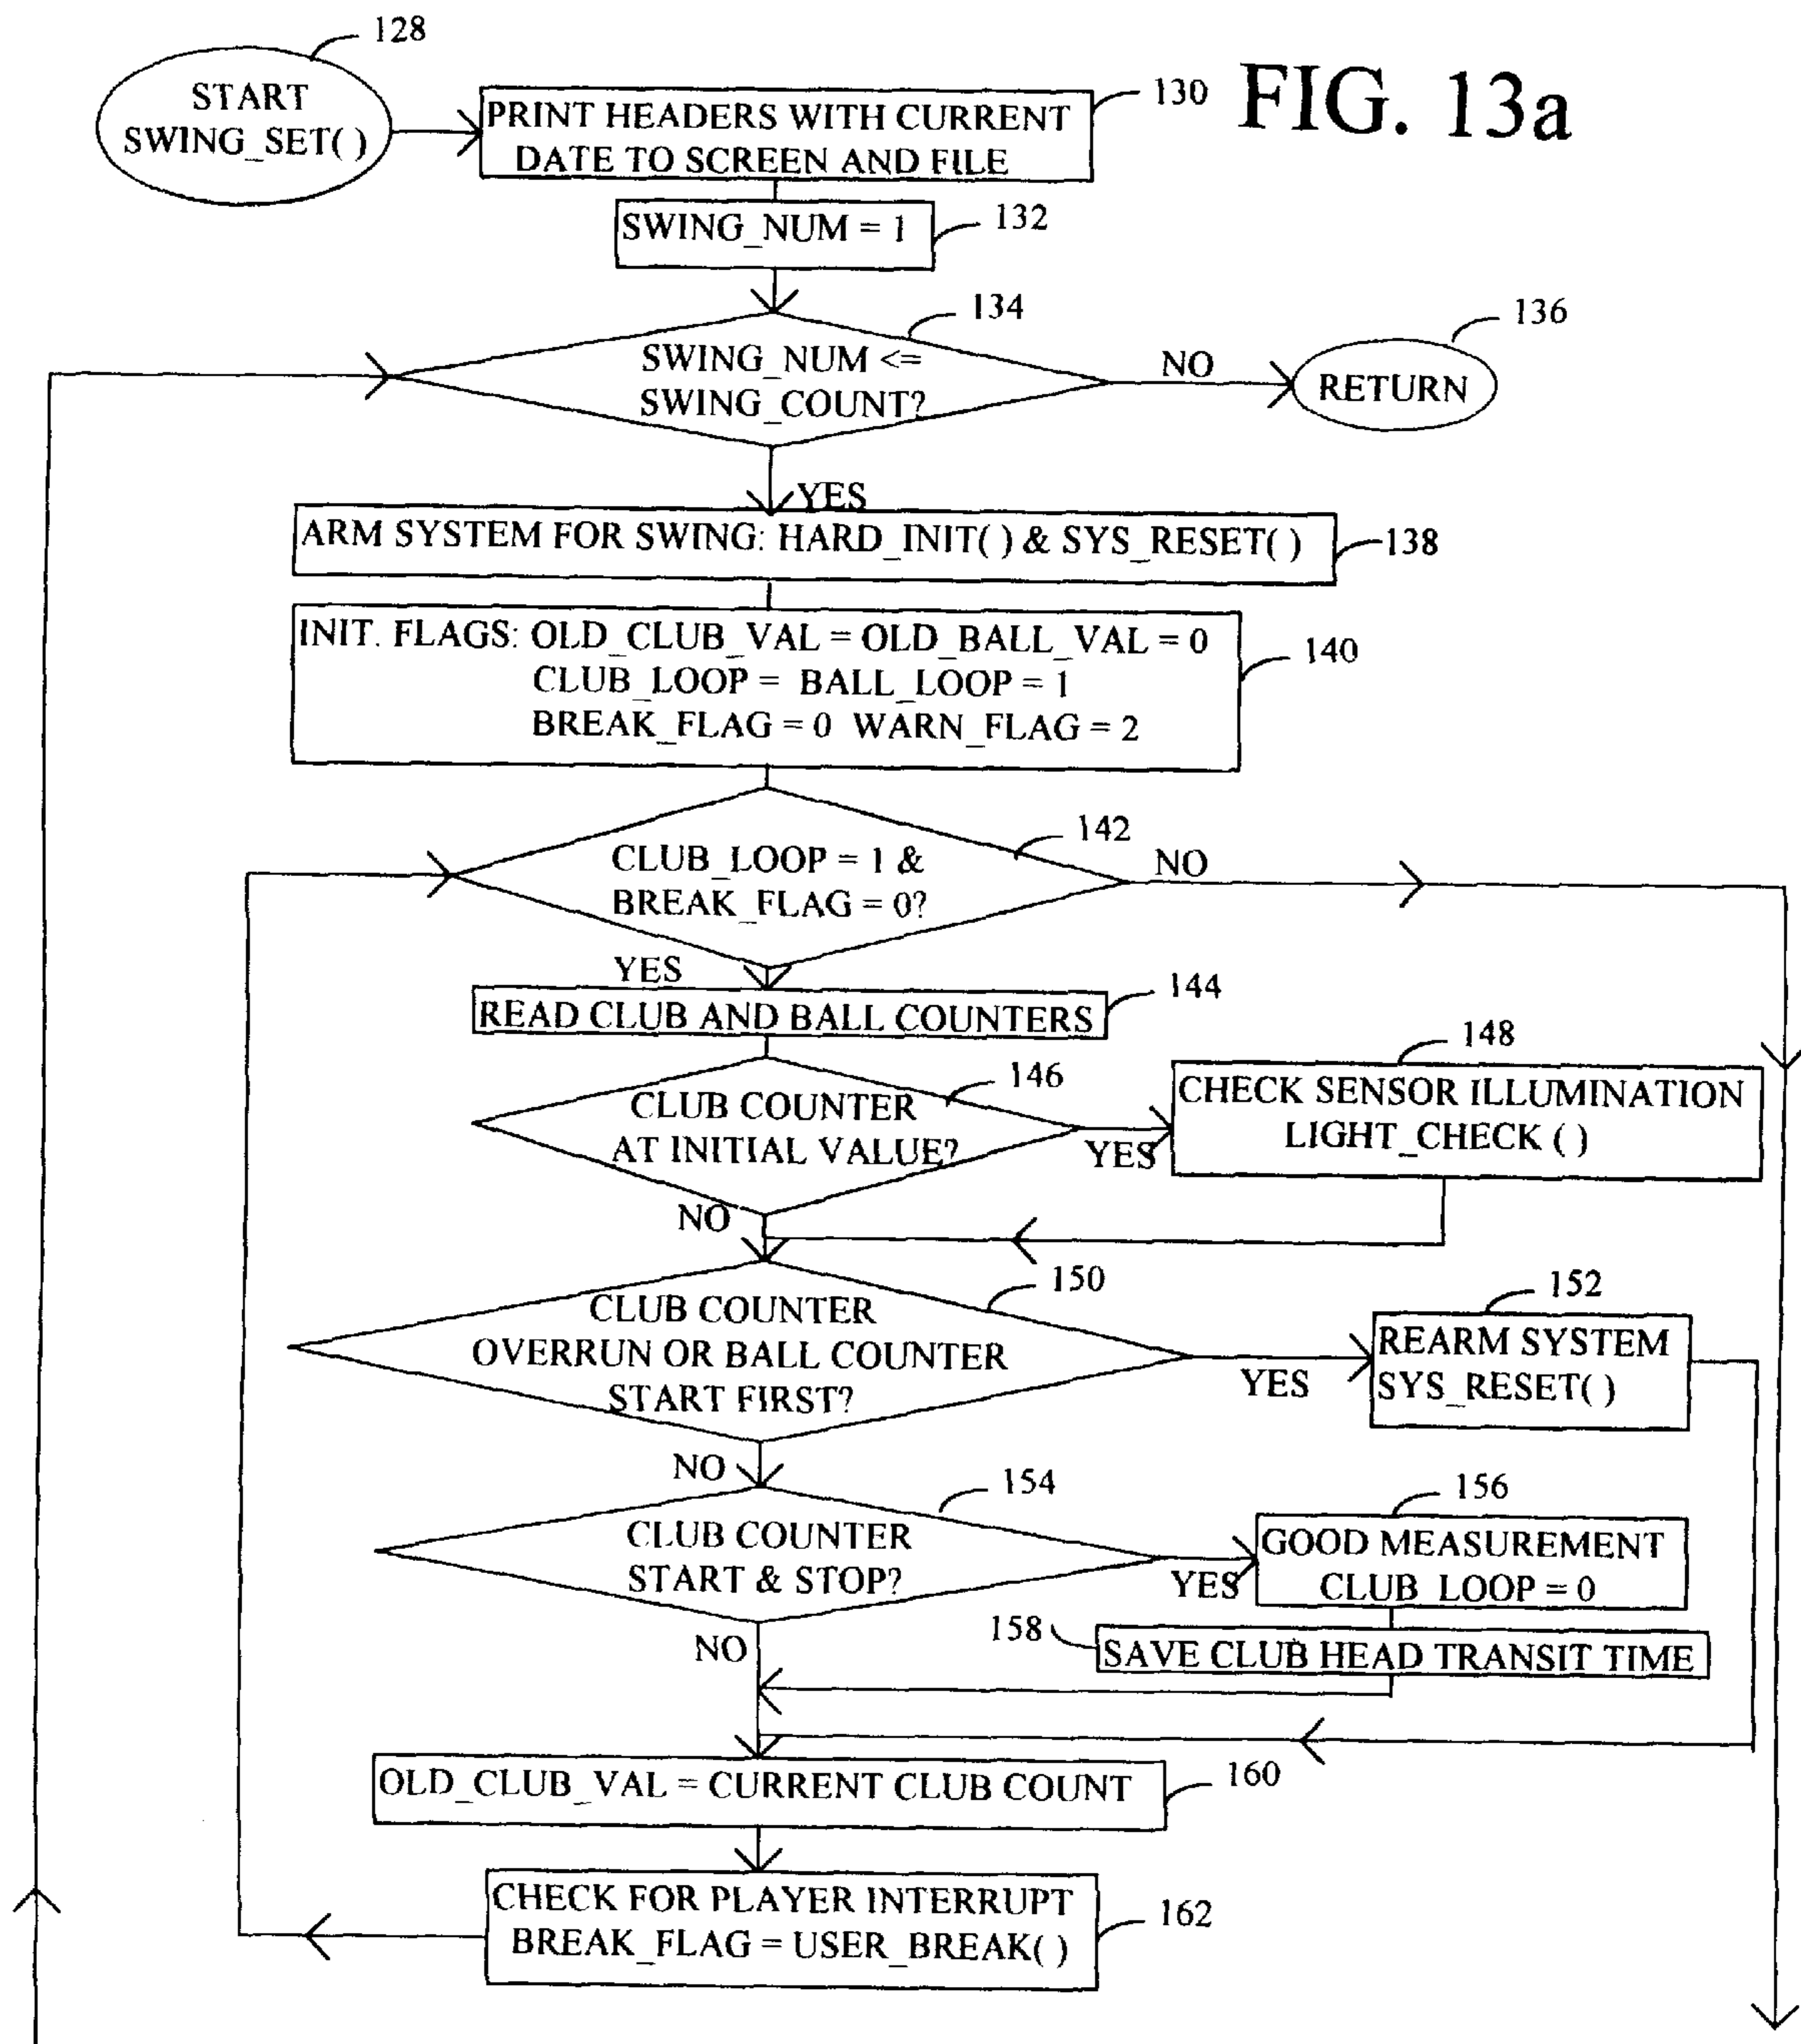 128
START
SWING_SET( )
130
PRINT HEADERS WITH CURRENT
DATE TO SCREEN AND FILE
FIG. 13a
SWING_NUM = 1
132
134
SWING_NUM <=
SWING_COUNT?
NO
136
RETURN
YES
ARM SYSTEM FOR SWING: HARD_INIT( ) & SYS_RESET( )
138
INIT. FLAGS: OLD_CLUB_VAL = OLD_BALL_VAL = 0
CLUB_LOOP = BALL_LOOP = 1
BREAK_FLAG = 0 WARN_FLAG = 2
140
142
CLUB_LOOP = 1 &
BREAK_FLAG = 0?
NO
YES
144
READ CLUB AND BALL COUNTERS
146
CLUB COUNTER
AT INITIAL VALUE?
YES
148
CHECK SENSOR ILLUMINATION
LIGHT_CHECK ( )
NO
150
CLUB COUNTER
OVERRUN OR BALL COUNTER
START FIRST?
YES
152
REARM SYSTEM
SYS_RESET( )
NO
154
CLUB COUNTER
START & STOP?
YES
156
GOOD MEASUREMENT
CLUB_LOOP = 0
NO
158
SAVE CLUB HEAD TRANSIT TIME
OLD_CLUB_VAL = CURRENT CLUB COUNT
160
CHECK FOR PLAYER INTERRUPT
BREAK_FLAG = USER_BREAK( )
162